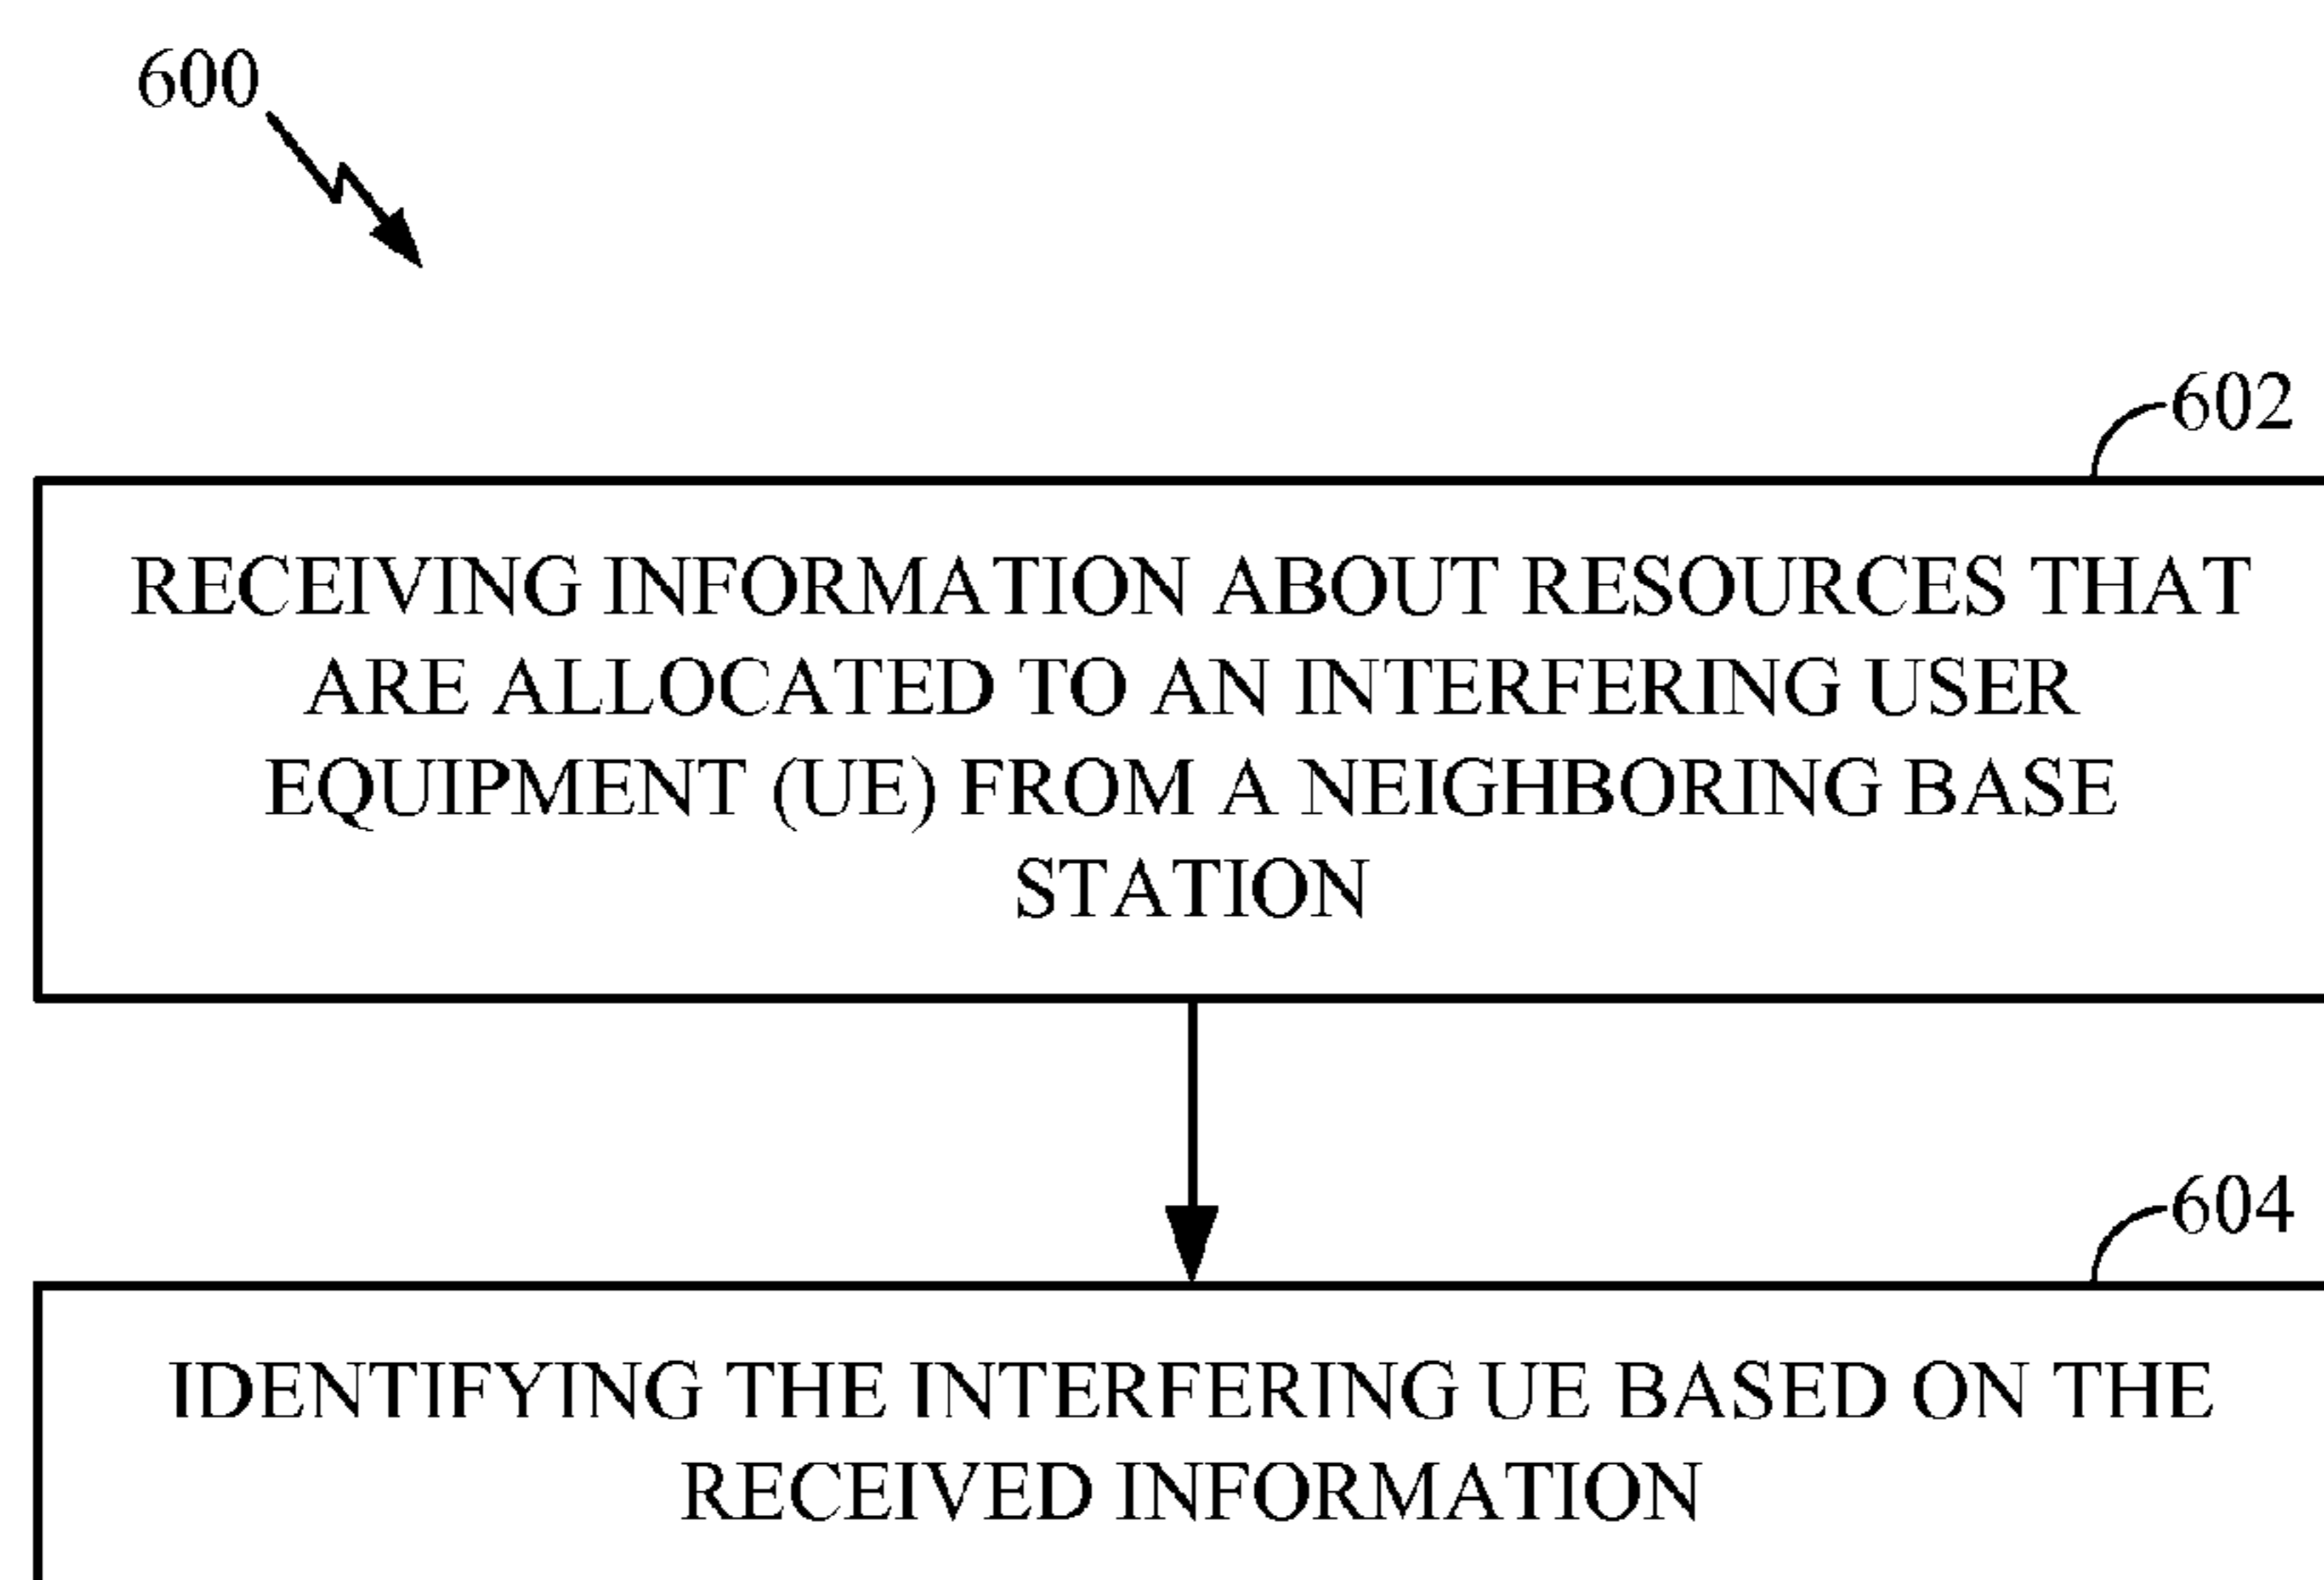 600
602
RECEIVING INFORMATION ABOUT RESOURCES THAT
ARE ALLOCATED TO AN INTERFERING USER
EQUIPMENT (UE) FROM A NEIGHBORING BASE
STATION
604
IDENTIFYING THE INTERFERING UE BASED ON THE
RECEIVED INFORMATION